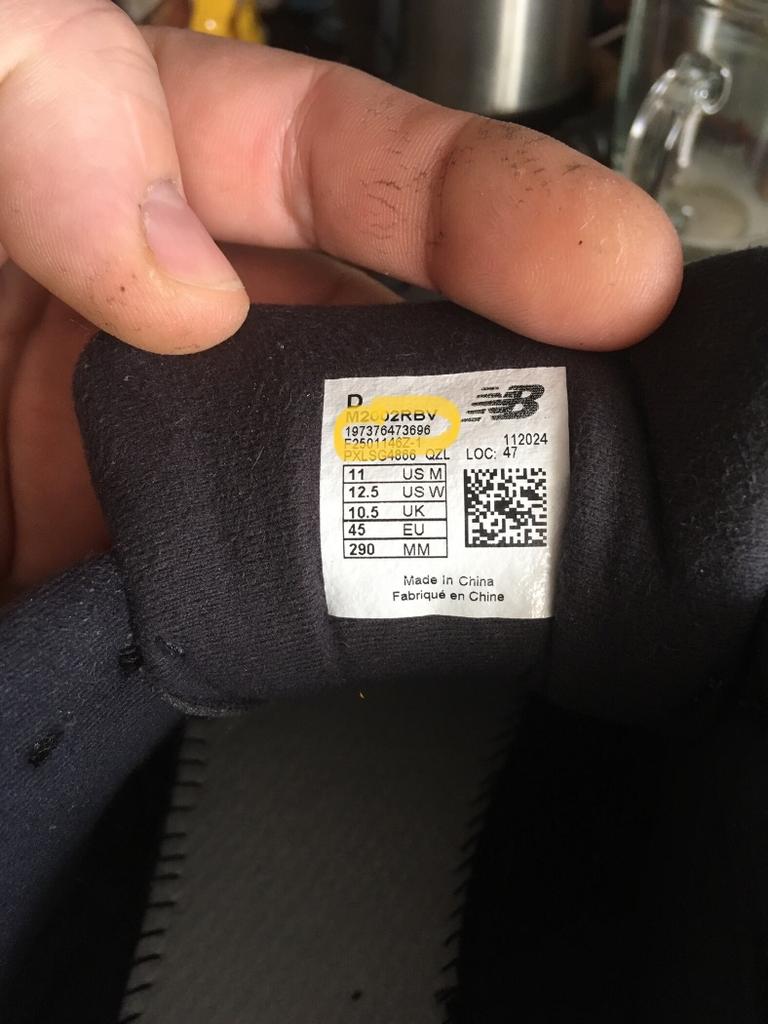 D
M2002RBV
197376473696
F2501146Z-1
112024
PXLSG4866 QZL LOC: 47
11 US M
12.5 US W
10.5 UK
45 EU
290 MM
Made in China
Fabriqué en Chine
NB